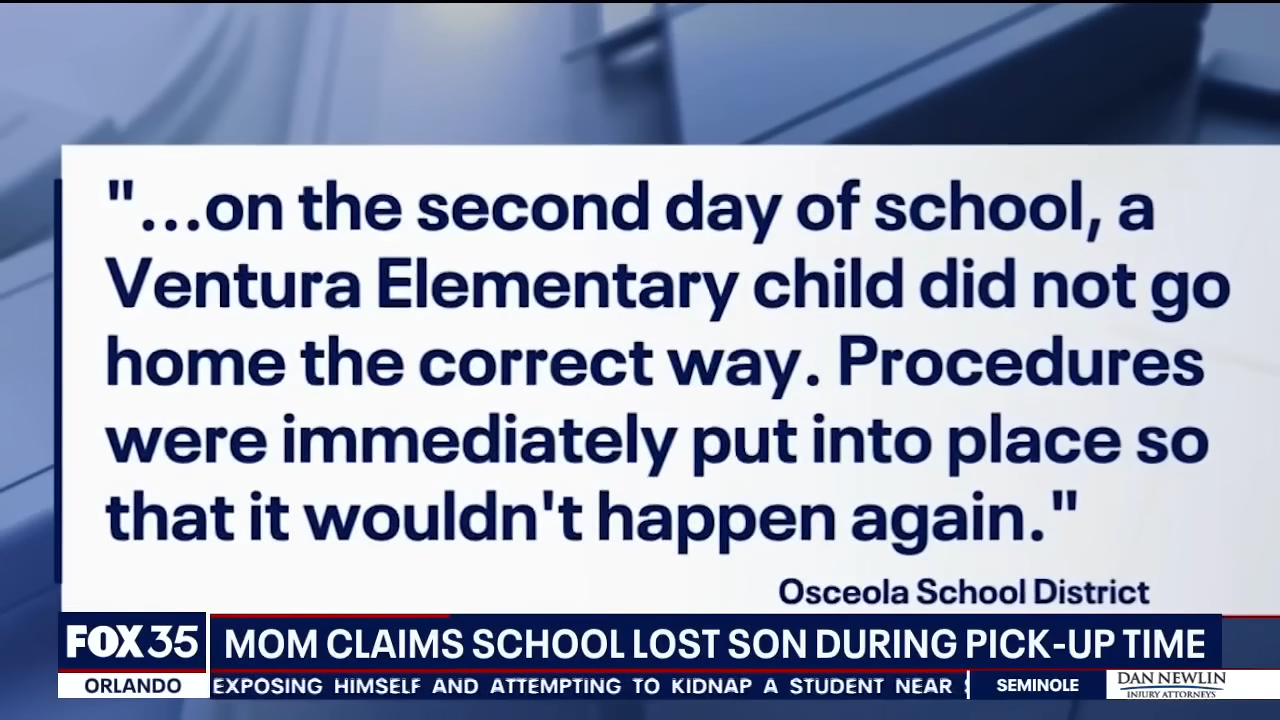 "...on the second day of school, a
Ventura Elementary child did not go
home the correct way. Procedures
were immediately put into place so
that it wouldn't happen again."
Osceola School District
FOX 35
MOM CLAIMS SCHOOL LOST SON DURING PICK-UP TIME
ORLANDO
EXPOSING HIMSELF AND ATTEMPTING TO KIDNAP A STUDENT NEAR
SEMINOLE
DAN NEWLIN
INJURY ATTORNEYS